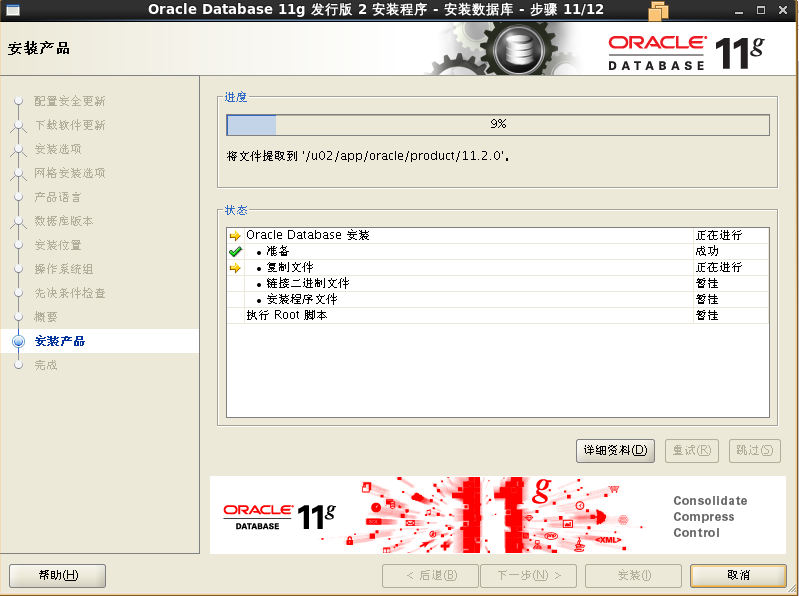 Oracle Database 11g 发行版 2 安装程序 - 安装数据库 - 步骤 11/12
安装产品
ORACLE DATABASE 11g
配置安全更新
下载软件更新
安装选项
网格安装选项
产品语言
数据库版本
安装位置
操作系统组
先决条件检查
概要
安装产品
完成
进度
9%
将文件提取到 '/u02/app/oracle/product/11.2.0'。
状态
Oracle Database 安装 正在进行
• 准备 成功
• 复制文件 正在进行
• 链接二进制文件 暂挂
• 安装程序文件 暂挂
执行 Root 脚本 暂挂
详细资料(D) 重试(R) 跳过(S)
ORACLE DATABASE 11g
11g
<XML>
Consolidate
Compress
Control
帮助(H) < 后退(B) 下一步(N) > 安装(I) 取消